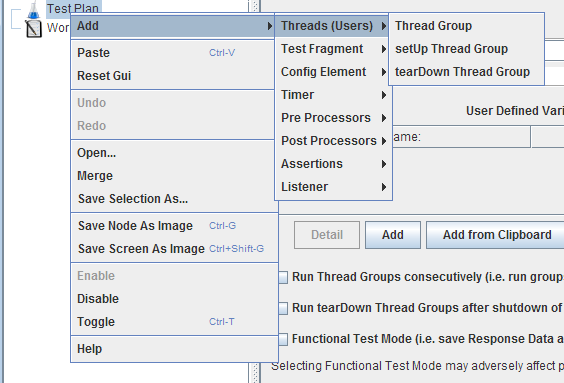 Test Plan
Wor
Add
Paste Ctrl-V
Reset Gui
Undo
Redo
Open...
Merge
Save Selection As...
Save Node As Image Ctrl-G
Save Screen As Image Ctrl+Shift-G
Enable
Disable
Toggle Ctrl-T
Help
Threads (Users)
Test Fragment
Config Element
Timer
Pre Processors
Post Processors
Assertions
Listener
Thread Group
setUp Thread Group
tearDown Thread Group
User Defined Vari
ame:
Detail Add Add from Clipboard
Run Thread Groups consecutively (i.e. run group
Run tearDown Thread Groups after shutdown of
Functional Test Mode (i.e. save Response Data a
Selecting Functional Test Mode may adversely affect p